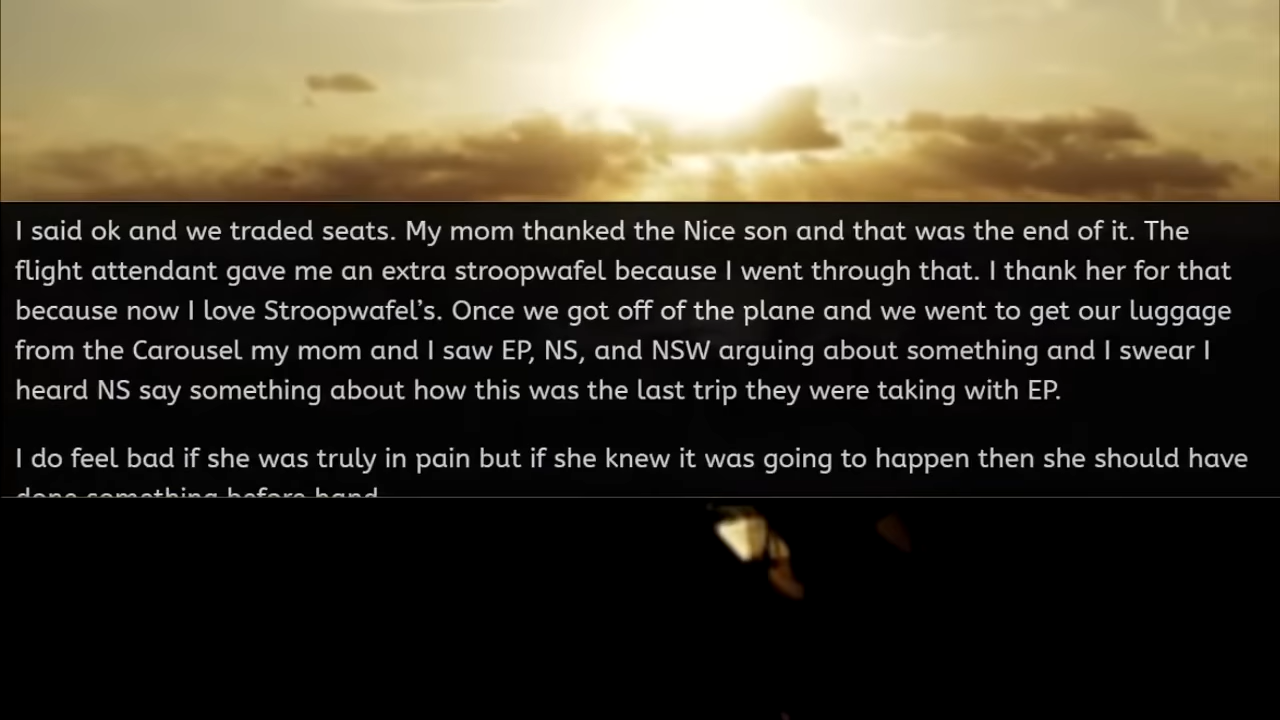 I said ok and we traded seats. My mom thanked the Nice son and that was the end of it. The
flight attendant gave me an extra stroopwafel because I went through that. I thank her for that
because now I love Stroopwafel’s. Once we got off of the plane and we went to get our luggage
from the Carousel my mom and I saw EP, NS, and NSW arguing about something and I swear I
heard NS say something about how this was the last trip they were taking with EP.
I do feel bad if she was truly in pain but if she knew it was going to happen then she should have
done something before hand